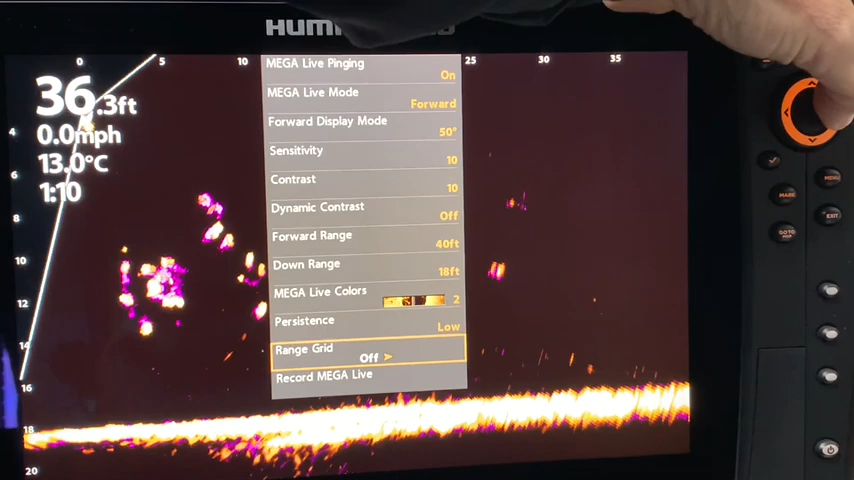 HUM
0 5 10 25 30 35
36.3ft
0.0mph
13.0°C
1:10
4
6
8
10
12
14
16
18
20
MEGA Live Pinging
On
MEGA Live Mode
Forward
Forward Display Mode
50°
Sensitivity
10
Contrast
10
Dynamic Contrast
Off
Forward Range
40ft
Down Range
18ft
MEGA Live Colors
2
Persistence
Low
Range Grid
Off
Record MEGA Live
MENU
MARK
EXIT
GOTO